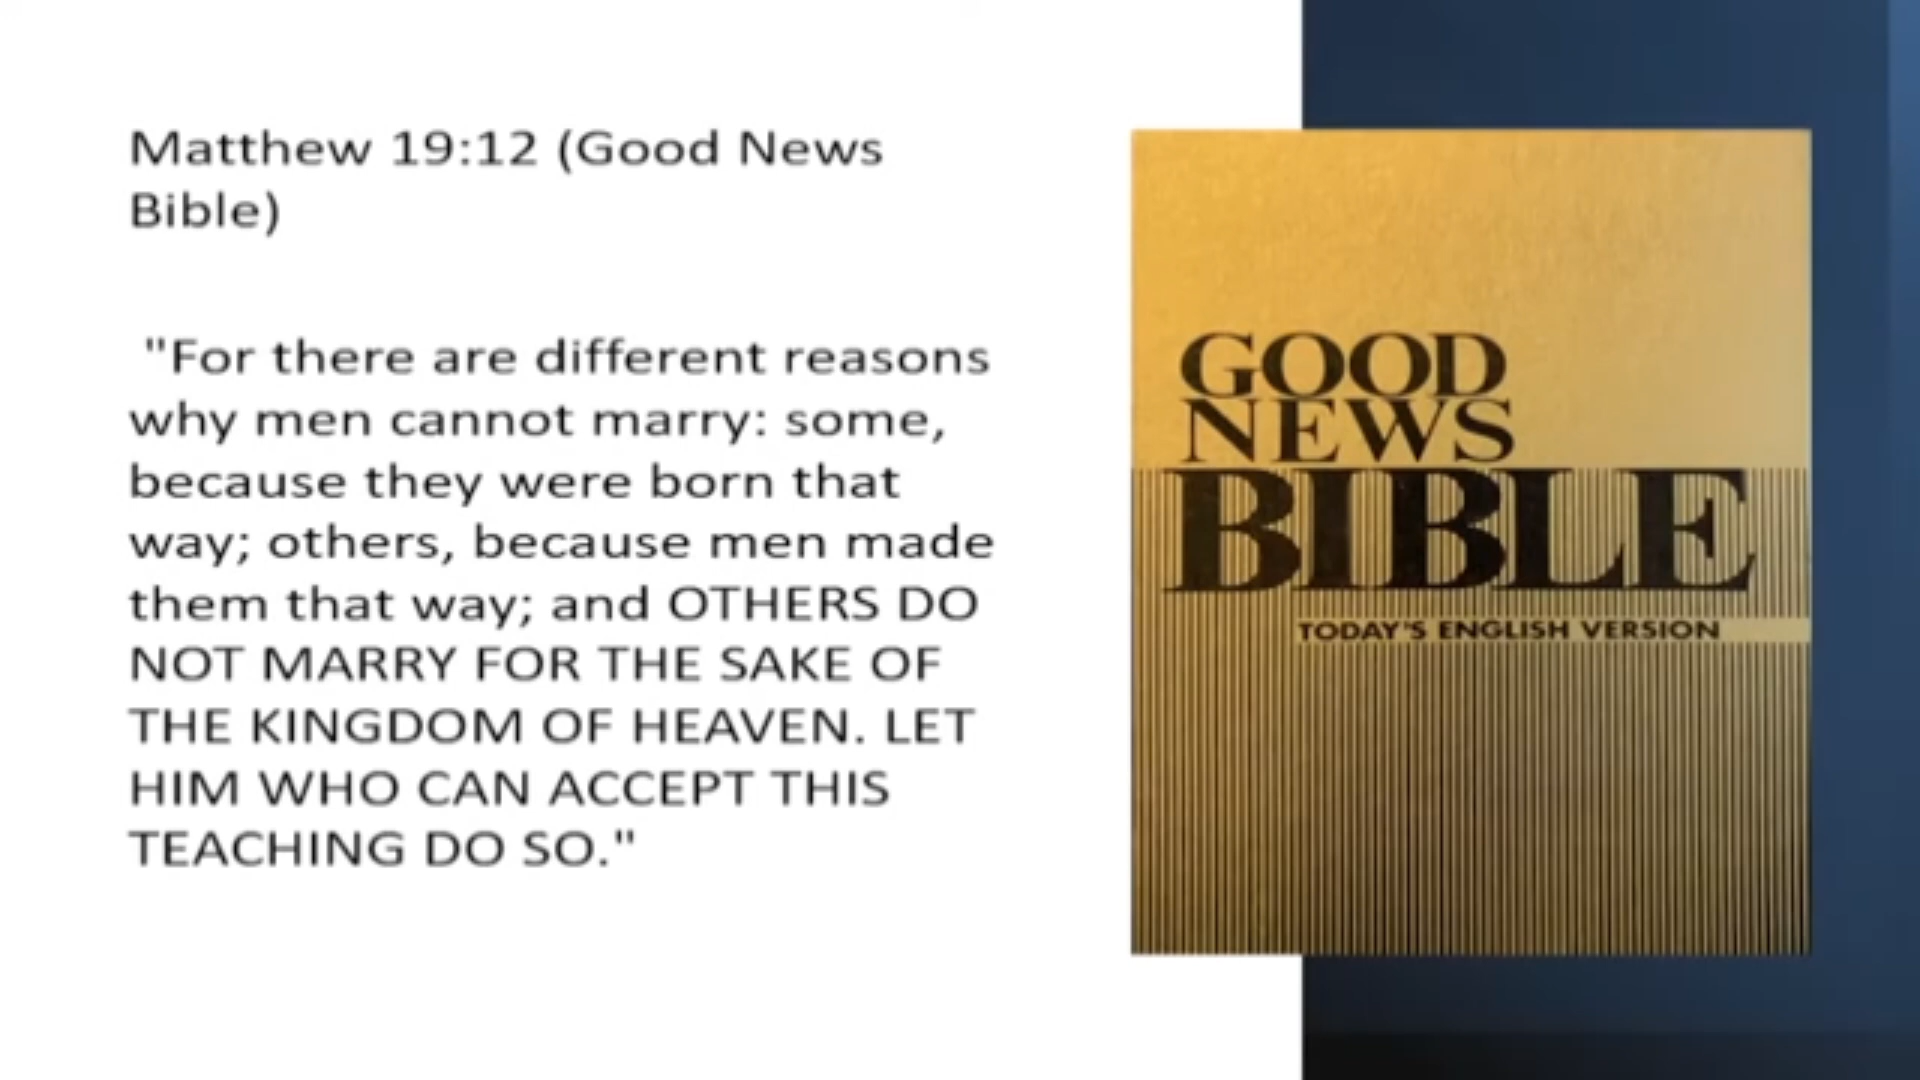 Matthew 19:12 (Good News
Bible)
"For there are different reasons
why men cannot marry: some,
because they were born that
way; others, because men made
them that way; and OTHERS DO
NOT MARRY FOR THE SAKE OF
THE KINGDOM OF HEAVEN. LET
HIM WHO CAN ACCEPT THIS
TEACHING DO SO."
GOOD
NEWS
BIBLE
TODAY'S ENGLISH VERSION